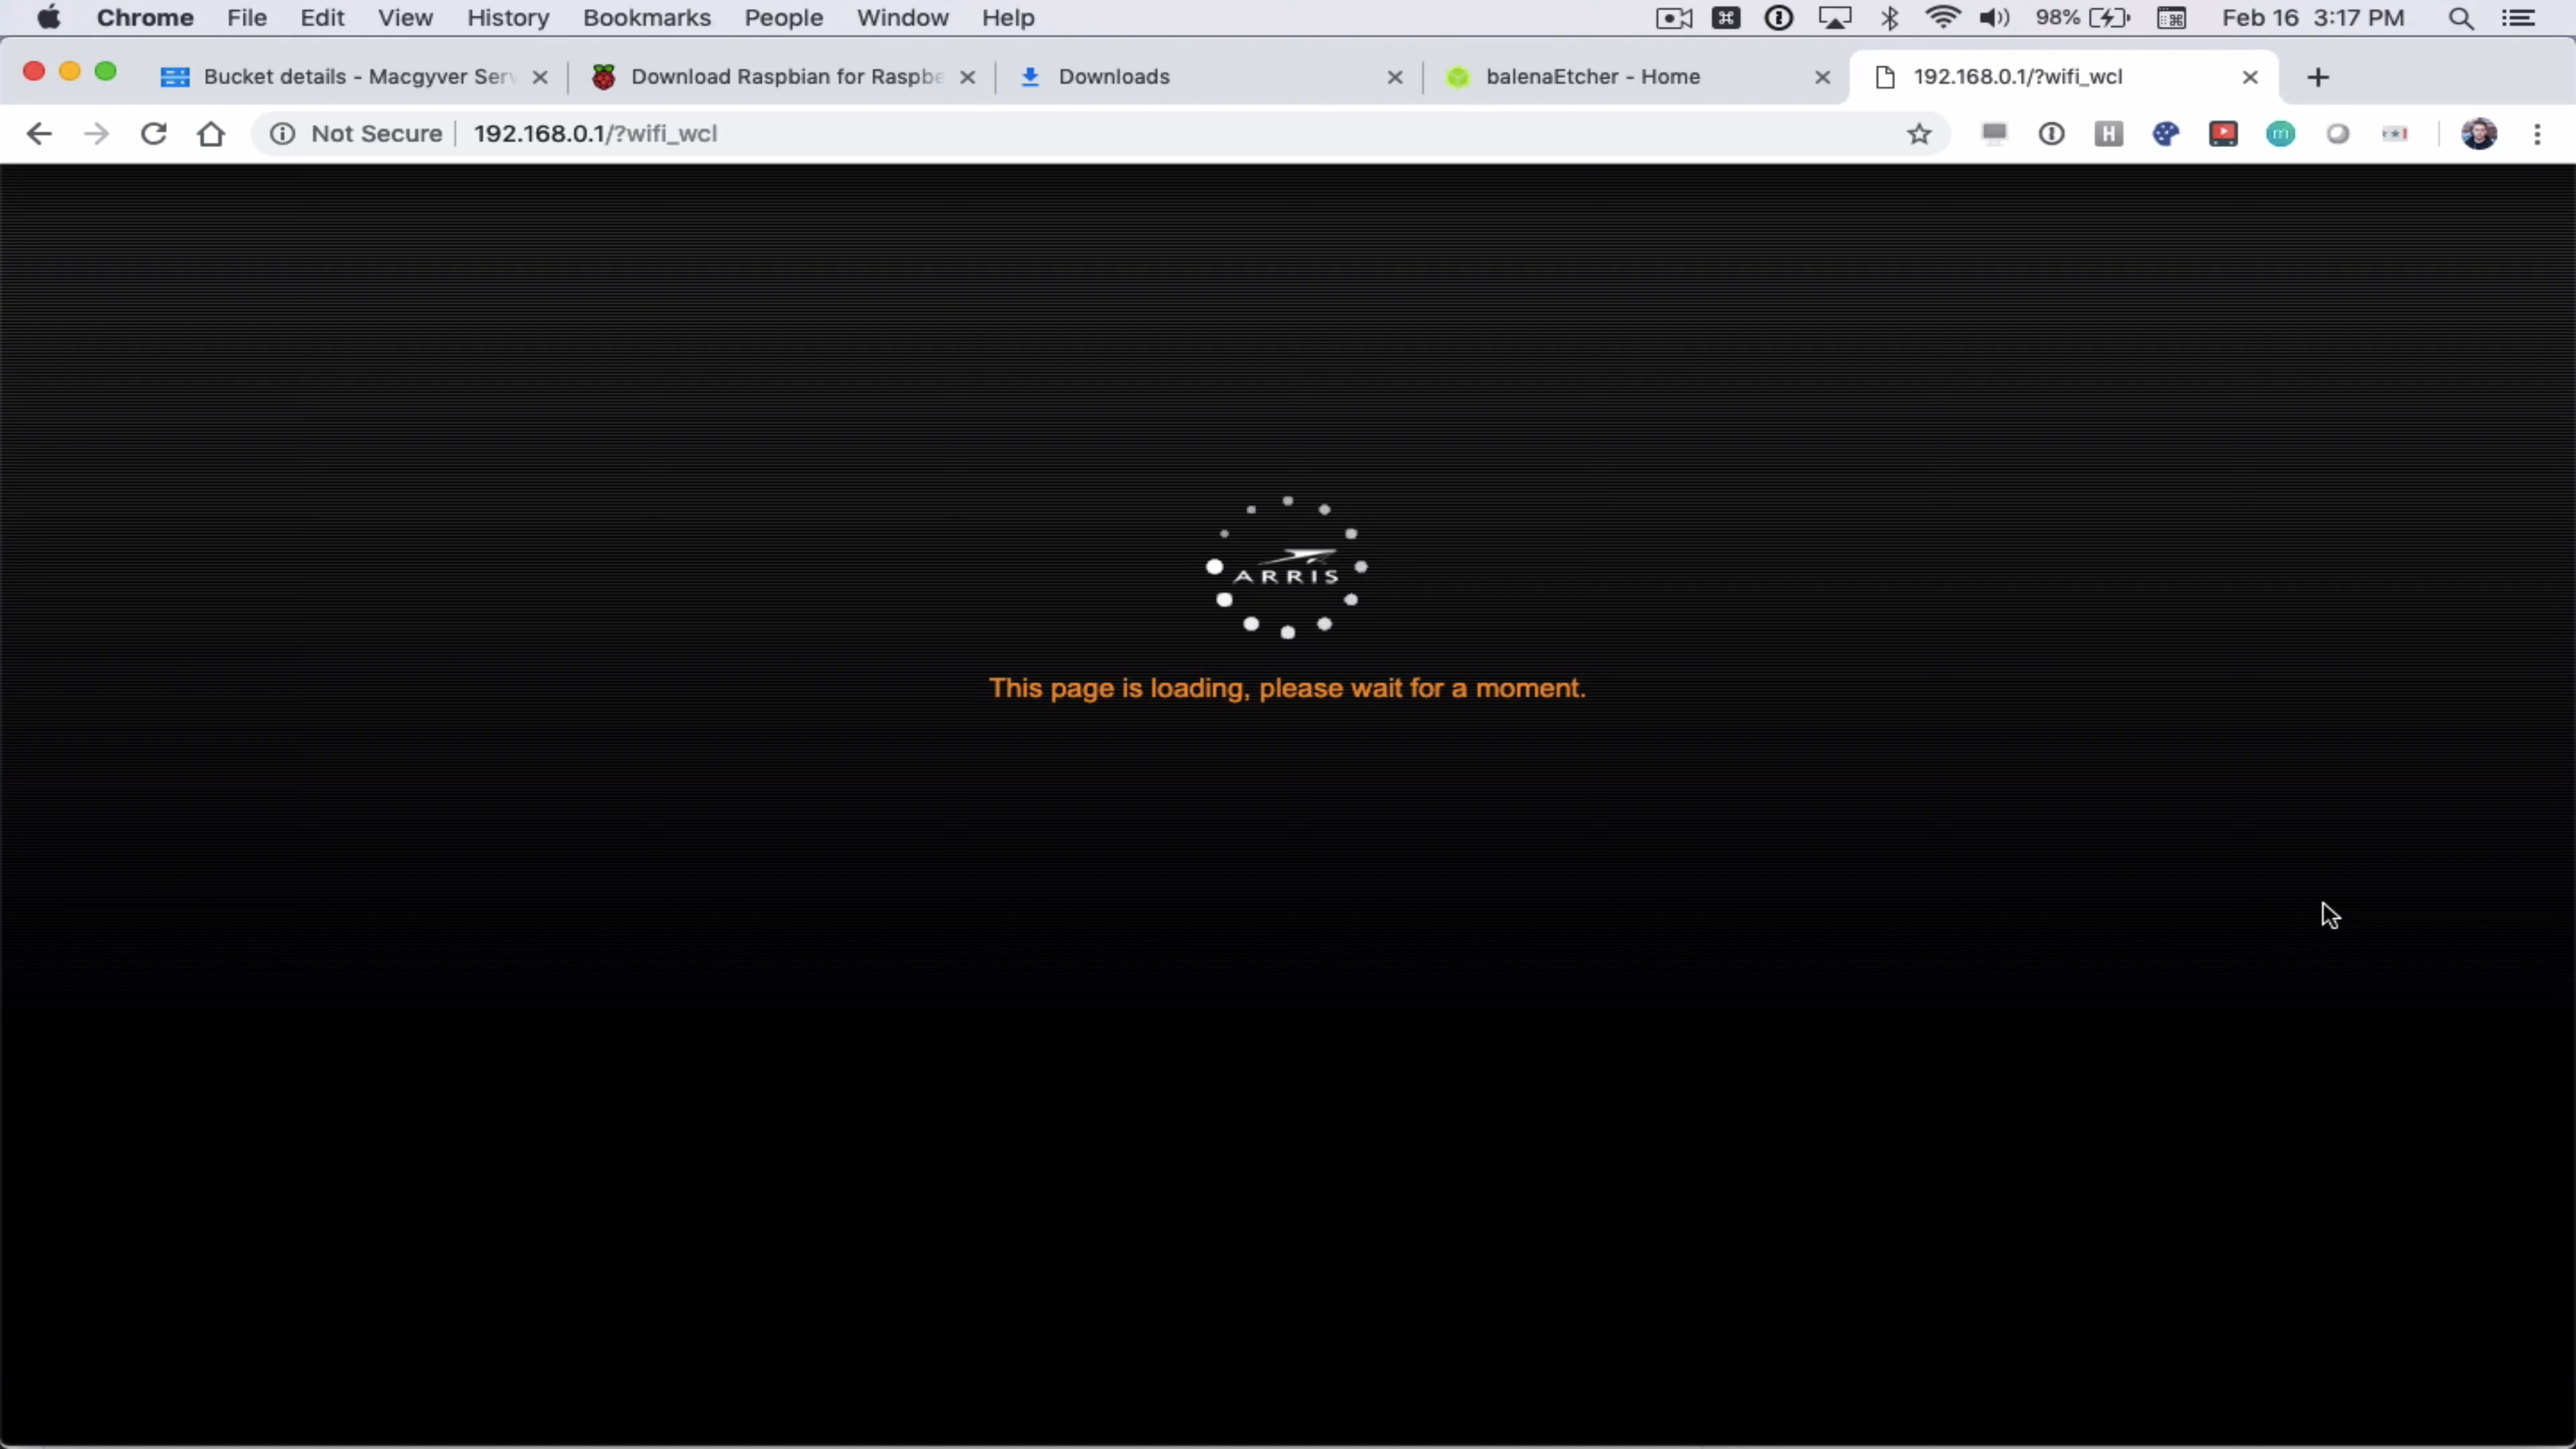 Chrome File Edit View History Bookmarks People Window Help 98% Feb 16 3:17 PM
Bucket details - Macgyver Serv Download Raspbian for Raspbe Downloads balenaEtcher - Home 192.168.0.1/?wifi_wcl
Not Secure 192.168.0.1/?wifi_wcl H m
ARRIS
This page is loading, please wait for a moment.